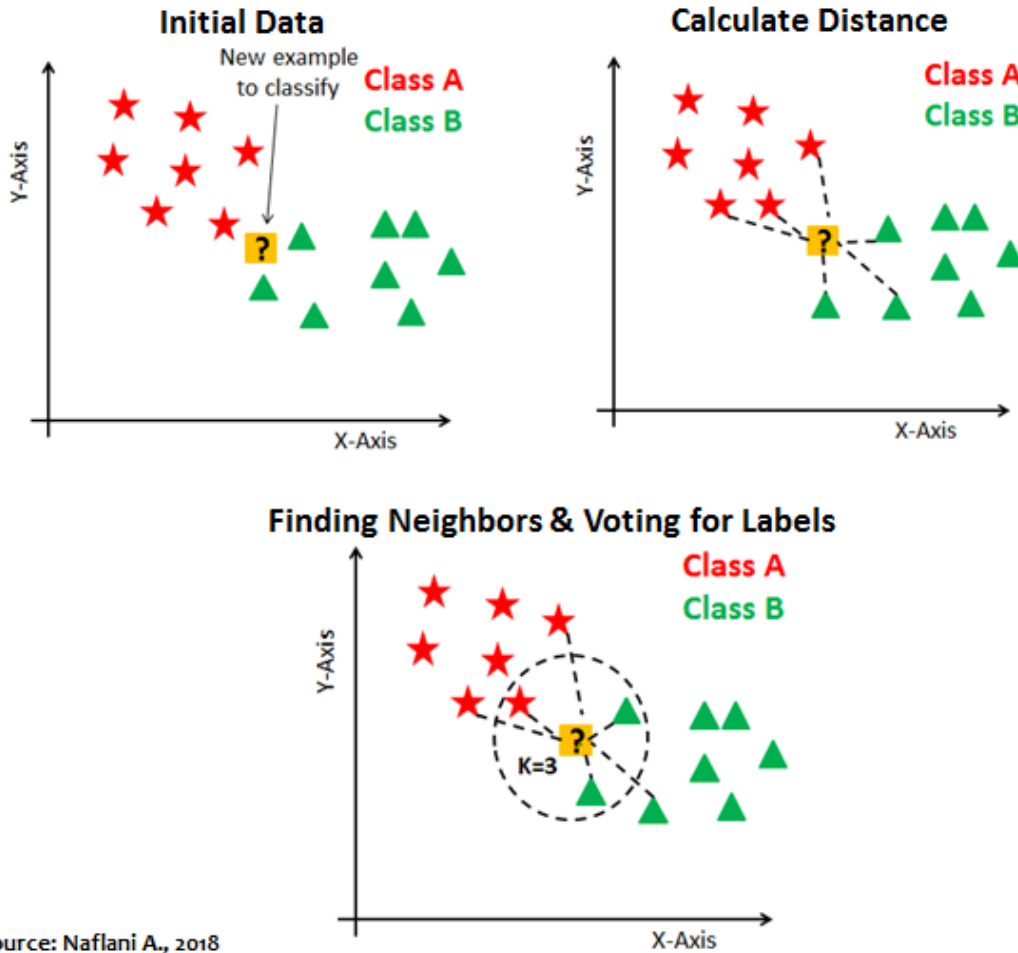 Initial Data
New example
to classify
Class A
Class B
Y-Axis
?
X-Axis
Calculate Distance
Class A
Class B
Y-Axis
?
X-Axis
Finding Neighbors & Voting for Labels
Class A
Class B
Y-Axis
?
K=3
X-Axis
ource: Naflani A., 2018